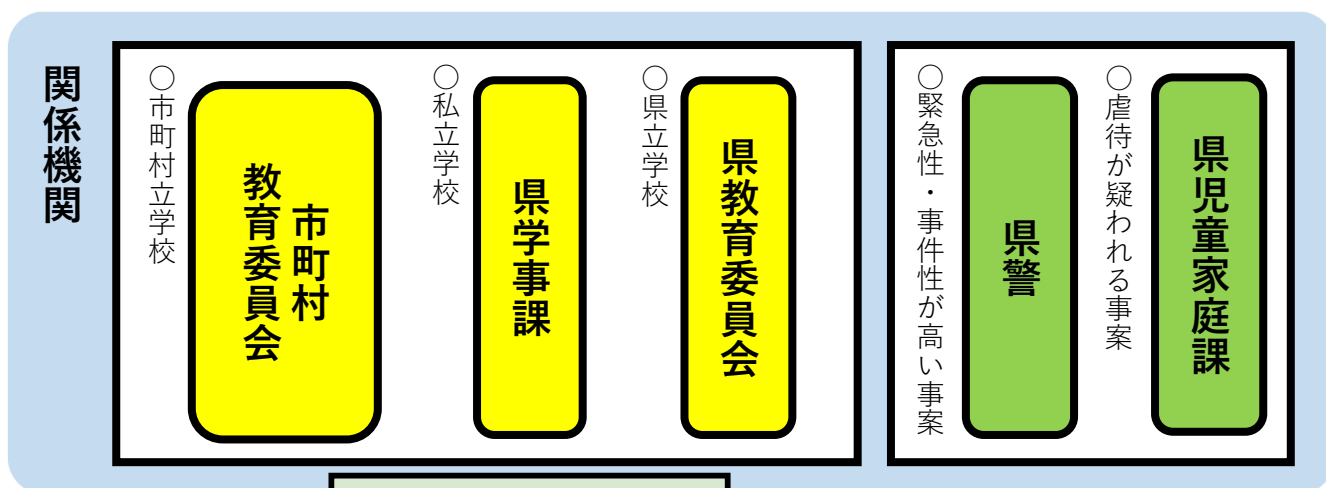 関係機関
○虐待が疑われる事案
県児童家庭課
○緊急性・事件性が高い事案
県警
○県立学校
県教育委員会
○私立学校
県学事課
○市町村立学校
市町村
教育委員会